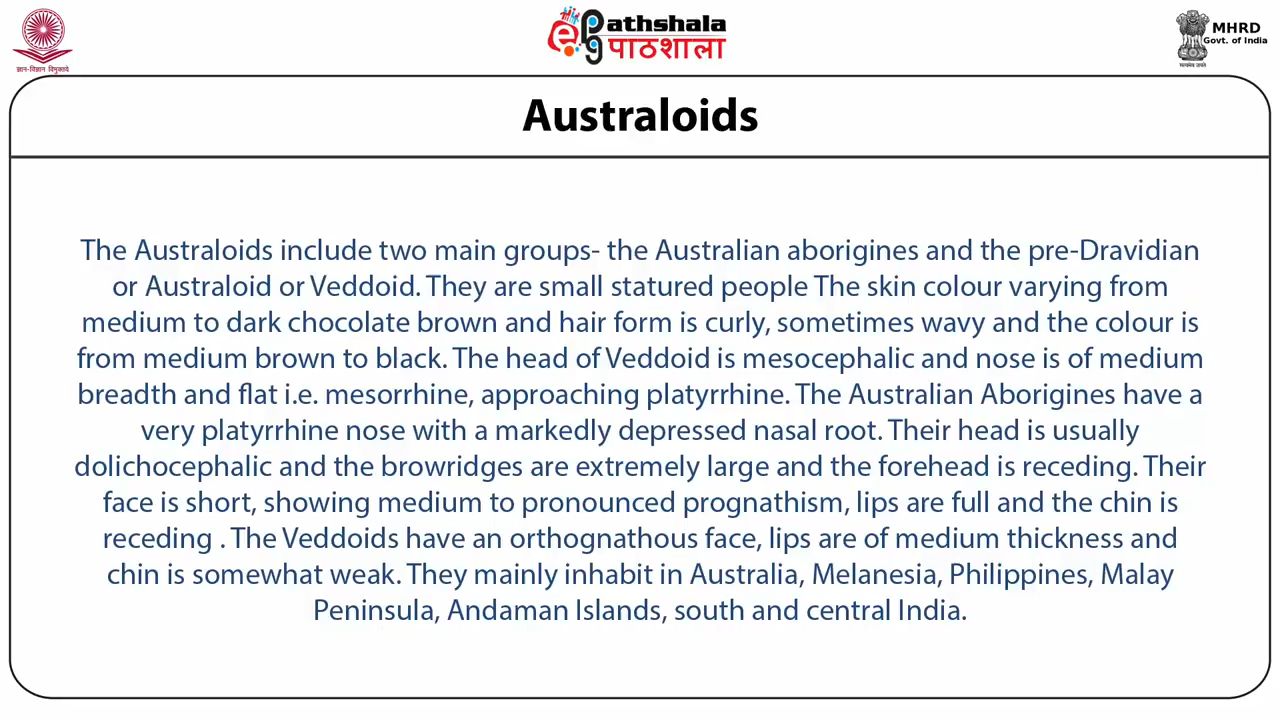 ज्ञान-विज्ञान विमुक्तये
ePathshala
पाठशाला
MHRD
Govt. of India
सत्यमेव जयते
Australoids
The Australoids include two main groups- the Australian aborigines and the pre-Dravidian
or Australoid or Veddoid. They are small statured people The skin colour varying from
medium to dark chocolate brown and hair form is curly, sometimes wavy and the colour is
from medium brown to black. The head of Veddoid is mesocephalic and nose is of medium
breadth and flat i.e. mesorrhine, approaching platyrrhine. The Australian Aborigines have a
very platyrrhine nose with a markedly depressed nasal root. Their head is usually
dolichocephalic and the browridges are extremely large and the forehead is receding. Their
face is short, showing medium to pronounced prognathism, lips are full and the chin is
receding . The Veddoids have an orthognathous face, lips are of medium thickness and
chin is somewhat weak. They mainly inhabit in Australia, Melanesia, Philippines, Malay
Peninsula, Andaman Islands, south and central India.